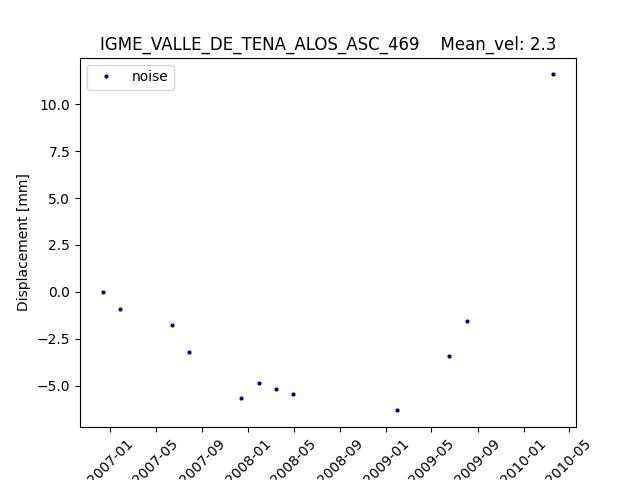 IGME_VALLE_DE_TENA_ALOS_ASC_469    Mean_vel: 2.3
noise
Displacement [mm]
10.0
7.5
5.0
2.5
0.0
−2.5
−5.0
2007-01 2007-05 2007-09 2008-01 2008-05 2008-09 2009-01 2009-05 2009-09 2010-01 2010-05